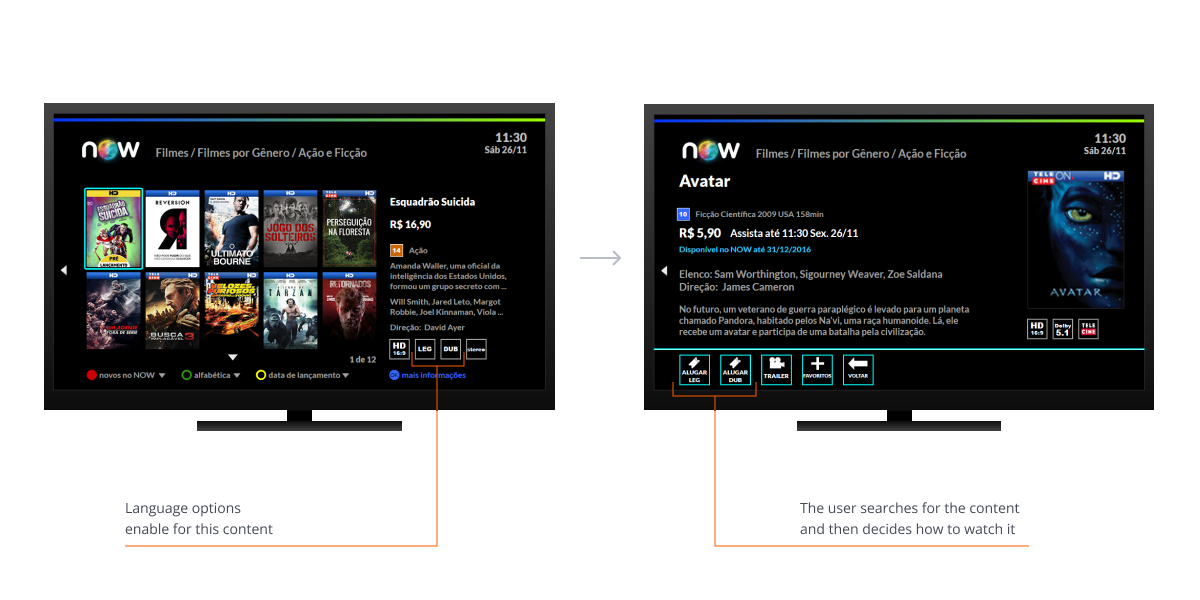 now
Filmes / Filmes por Gênero / Ação e Ficção
11:30
Sáb 26/11
HD
ESQUADRÃO
SUICIDA
PRÉ
LANÇAMENTO
HD
REVERSION
HD
O
ULTIMATO
BOURNE
HD
JOGO DOS
SOLTEIROS
TELE
CINE
HD
PERSEGUIÇÃO
NA FLORESTA
HD
TELE
CINE
HD
BUSCA
IMPLACÁVEL 3
TELE
CINE
HD
VELOZES
FURIOSOS
HD
TARZAN
HD
RETORNADOS
Esquadrão Suicida
R$ 16,90
14 Ação
Amanda Waller, uma oficial da
inteligência dos Estados Unidos,
formou um grupo secreto com ...
Will Smith, Jared Leto, Margot
Robbie, Joel Kinnaman, Viola ...
Direção: David Ayer
HD
16:9
LEG
DUB
stereo
1 de 12
novos no NOW
alfabética
data de lançamento
OK mais informações
now
Filmes / Filmes por Gênero / Ação e Ficção
11:30
Sáb 26/11
Avatar
10 Ficção Científica 2009 USA 158min
R$ 5,90 Assista até 11:30 Sex. 26/11
Disponível no NOW até 31/12/2016
Elenco: Sam Worthington, Sigourney Weaver, Zoe Saldana
Direção: James Cameron
No futuro, um veterano de guerra paraplégico é levado para um planeta
chamado Pandora, habitado pelos Na'vi, uma raça humanoide. Lá, ele
recebe um avatar e participa de uma batalha pela civilização.
TELE
CINE
ON.
HD
AVATAR
HD
16:9
Dolby
5.1
TELE
CINE
ALUGAR
LEG
ALUGAR
DUB
TRAILER
FAVORITOS
VOLTAR
Language options
enable for this content
The user searches for the content
and then decides how to watch it